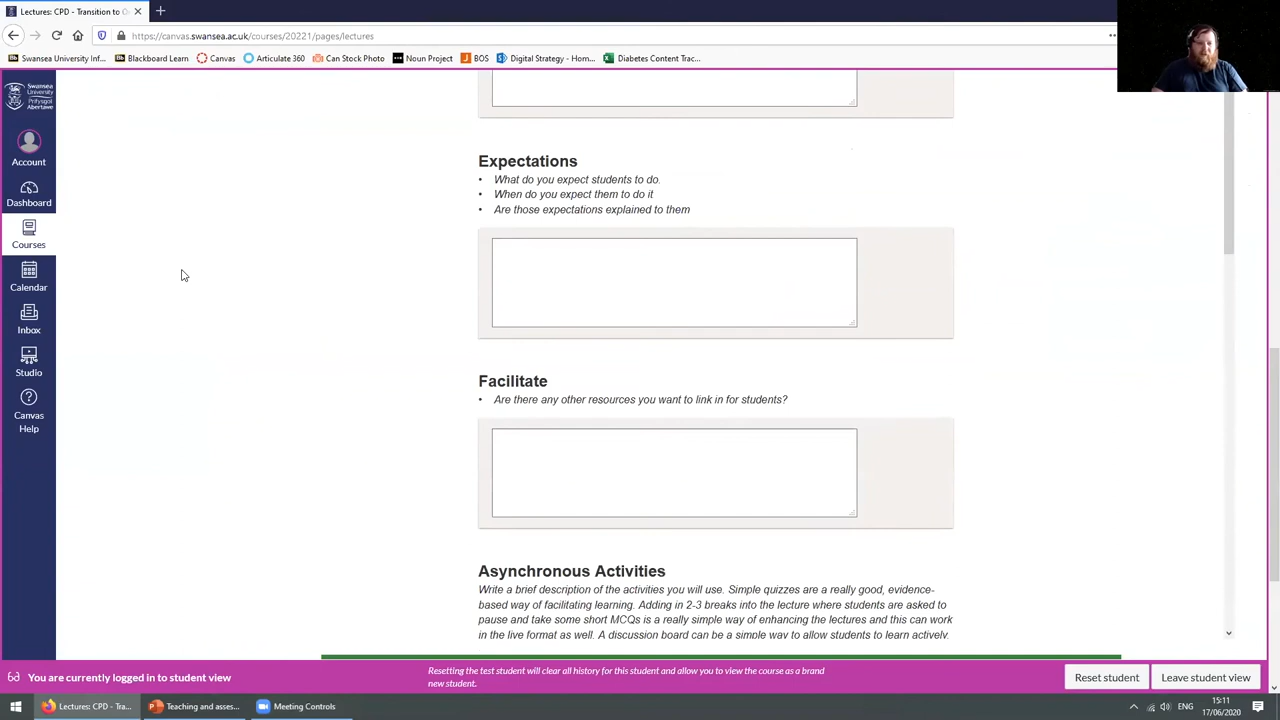 Lectures: CPD - Transition to O
https://canvas.swansea.ac.uk/courses/20221/pages/lectures
Swansea University Inf... Blackboard Learn Canvas Articulate 360 Can Stock Photo Noun Project BOS Digital Strategy - Hom... Diabetes Content Trac...
Swansea
University
Prifysgol
Abertawe
Account
Dashboard
Courses
Calendar
Inbox
Studio
Canvas
Help
Expectations
• What do you expect students to do.
• When do you expect them to do it
• Are those expectations explained to them
Facilitate
• Are there any other resources you want to link in for students?
Asynchronous Activities
Write a brief description of the activities you will use. Simple quizzes are a really good, evidence-
based way of facilitating learning. Adding in 2-3 breaks into the lecture where students are asked to
pause and take some short MCQs is a really simple way of enhancing the lectures and this can work
in the live format as well. A discussion board can be a simple way to allow students to learn actively.
You are currently logged in to student view
Resetting the test student will clear all history for this student and allow you to view the course as a brand
new student.
Reset student
Leave student view
Lectures: CPD - Tra...
Teaching and asses...
Meeting Controls
ENG
15:11
17/06/2020